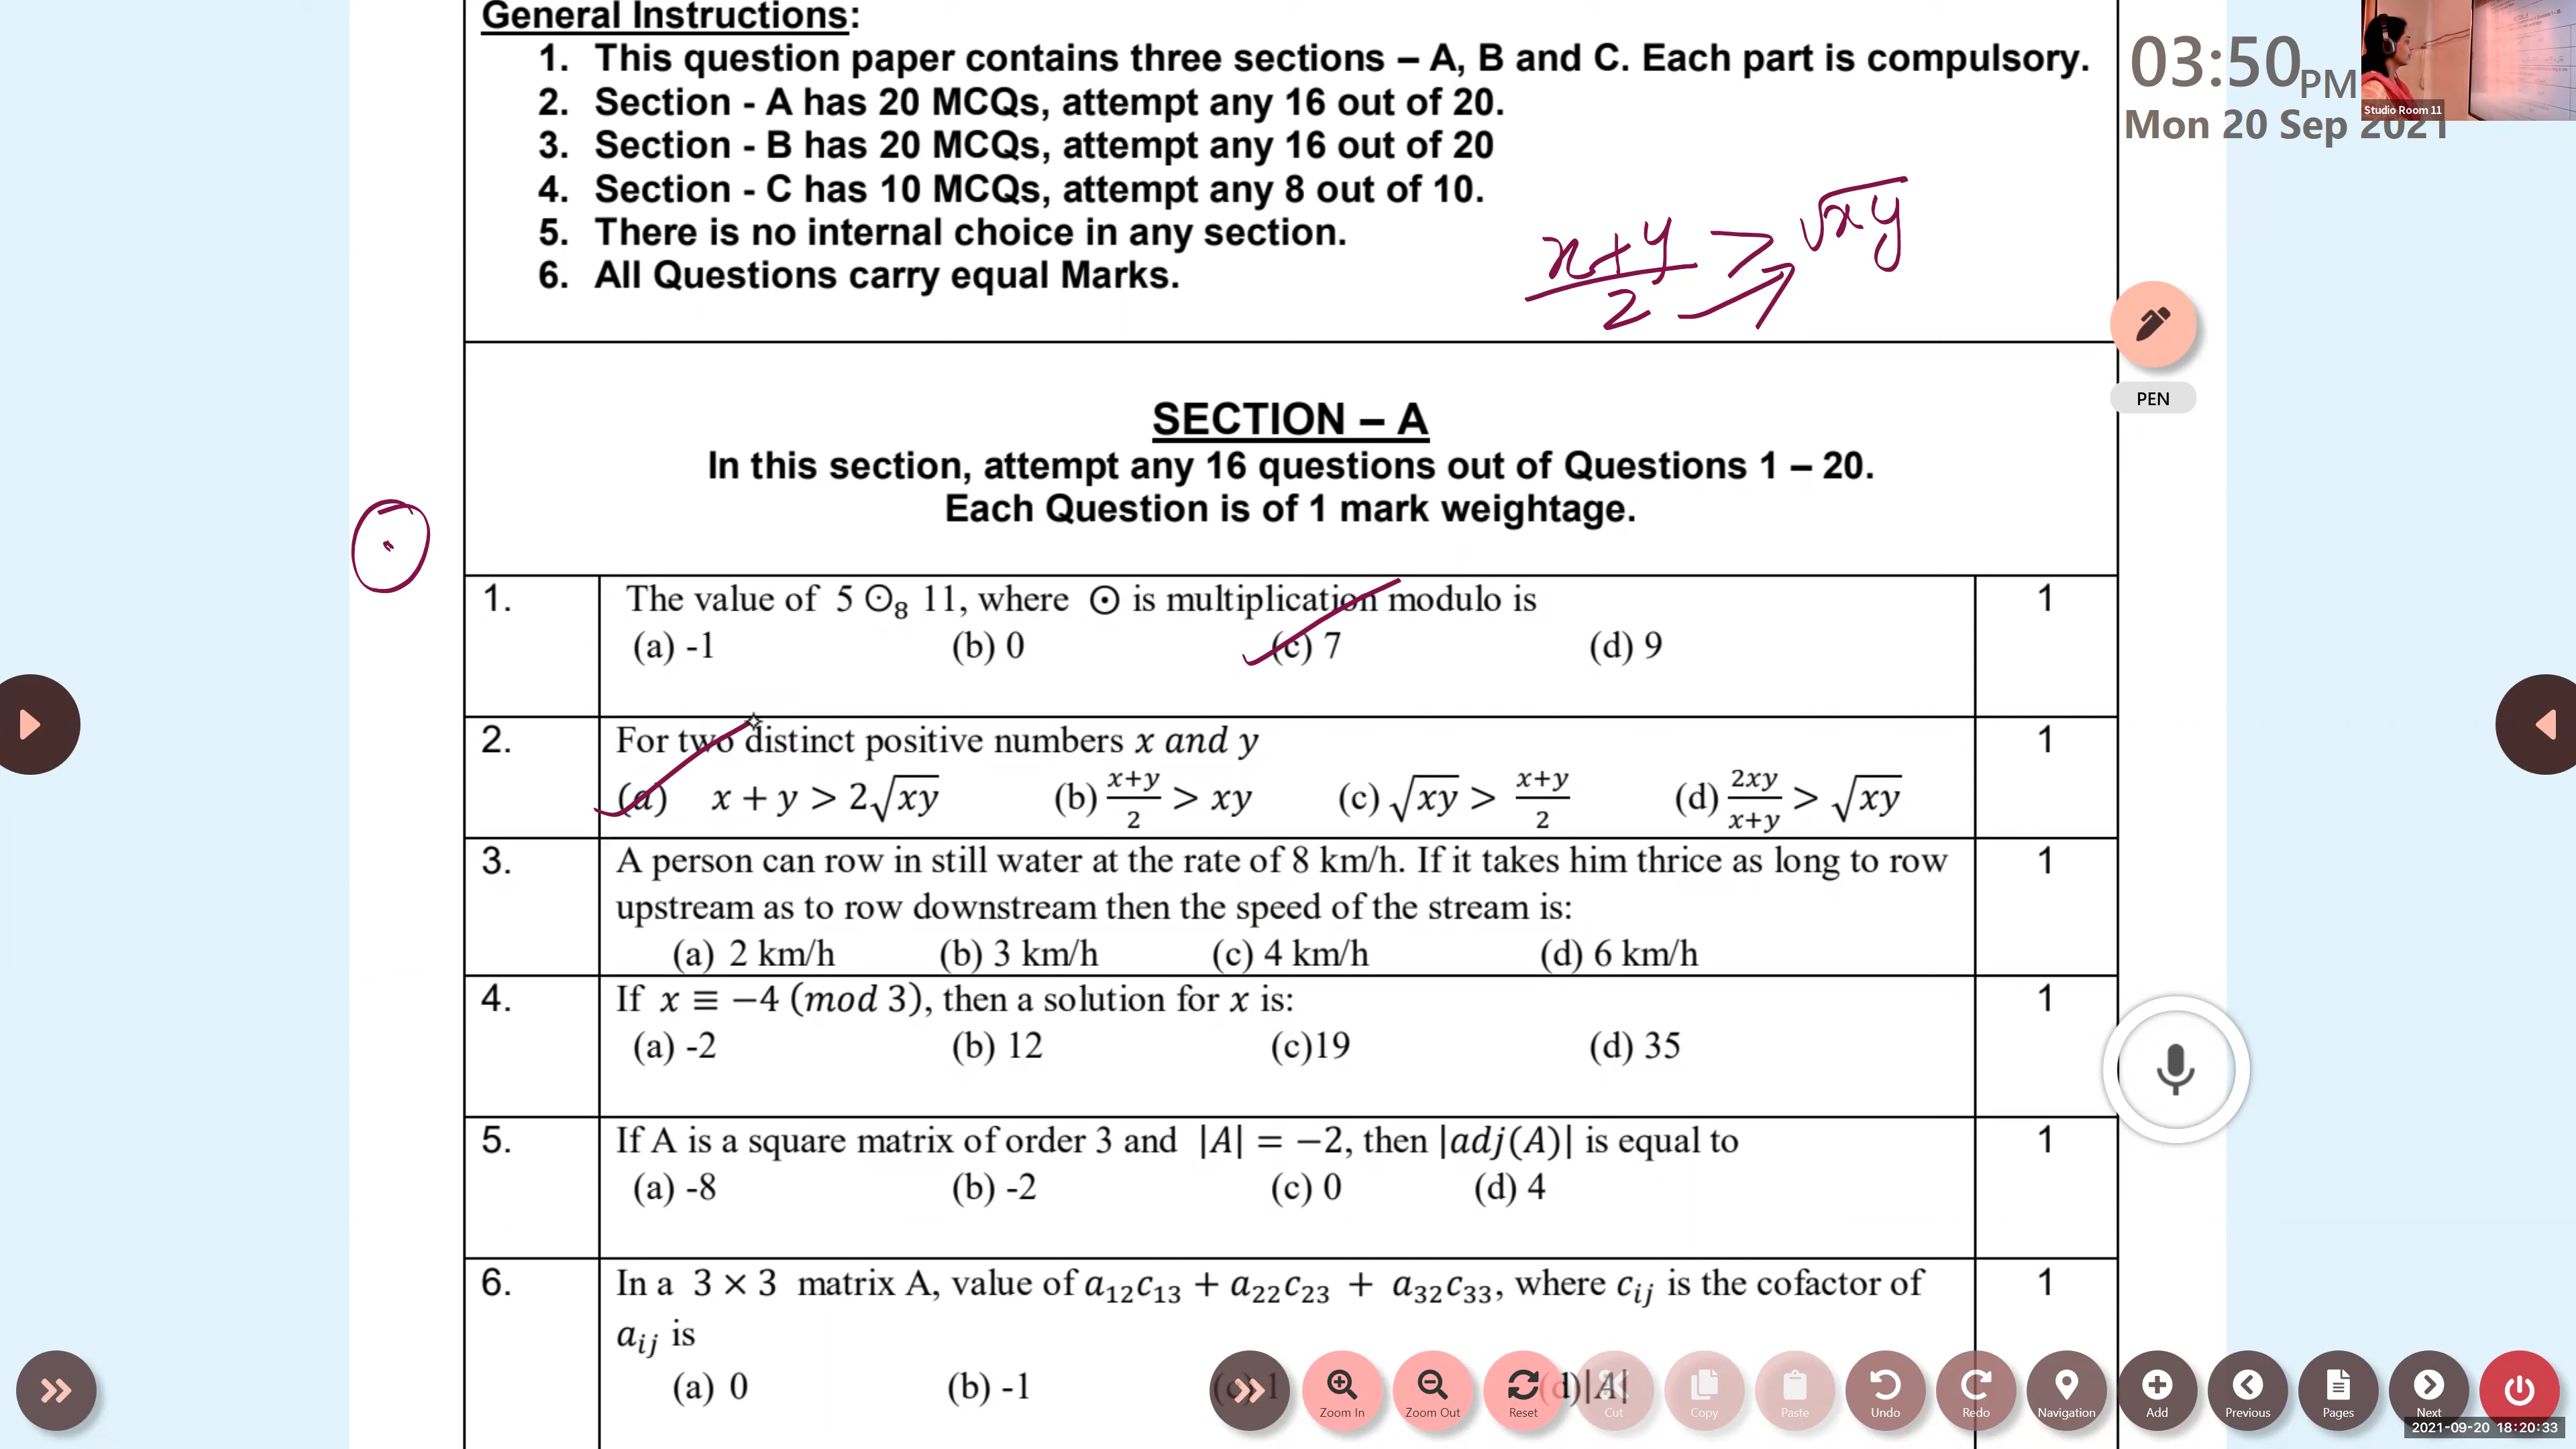 General Instructions:
1. This question paper contains three sections – A, B and C. Each part is compulsory.
2. Section - A has 20 MCQs, attempt any 16 out of 20.
3. Section - B has 20 MCQs, attempt any 16 out of 20
4. Section - C has 10 MCQs, attempt any 8 out of 10.
5. There is no internal choice in any section.
6. All Questions carry equal Marks.
x+y/2 > √xy
03:50PM
Mon 20 Sep 2021
Studio Room 11
PEN
SECTION – A
In this section, attempt any 16 questions out of Questions 1 – 20.
Each Question is of 1 mark weightage.
1. The value of 5 ⊙₈ 11, where ⊙ is multiplication modulo is 1
(a) -1 (b) 0 (c) 7 (d) 9
2. For two distinct positive numbers x and y 1
(a) x + y > 2√xy (b) x+y/2 > xy (c) √xy > x+y/2 (d) 2xy/x+y > √xy
3. A person can row in still water at the rate of 8 km/h. If it takes him thrice as long to row 1
upstream as to row downstream then the speed of the stream is:
(a) 2 km/h (b) 3 km/h (c) 4 km/h (d) 6 km/h
4. If x ≡ −4 (mod 3), then a solution for x is: 1
(a) -2 (b) 12 (c)19 (d) 35
5. If A is a square matrix of order 3 and |A| = −2, then |adj(A)| is equal to 1
(a) -8 (b) -2 (c) 0 (d) 4
6. In a 3 × 3 matrix A, value of a₁₂c₁₃ + a₂₂c₂₃ + a₃₂c₃₃, where cᵢⱼ is the cofactor of 1
aᵢⱼ is
(a) 0 (b) -1 (c) 1 (d)|A|
Zoom In Zoom Out Reset Cut Copy Paste Undo Redo Navigation Add Previous Pages Next
2021-09-20 18:20:33